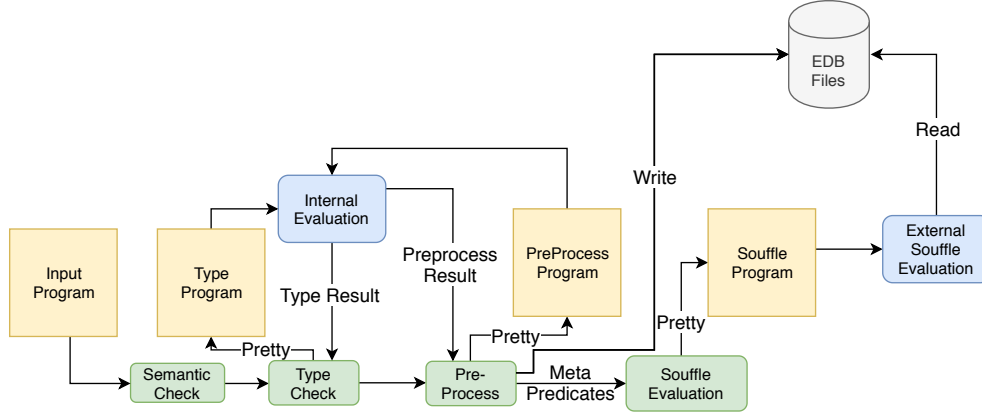 EDB
Files
Read
Write
Internal
Evaluation
Input
Program
Type
Program
Type Result
Preprocess
Result
PreProcess
Program
Souffle
Program
External
Souffle
Evaluation
Pretty
Pretty
Pretty
Semantic
Check
Type
Check
Pre-
Process
Meta
Predicates
Souffle
Evaluation